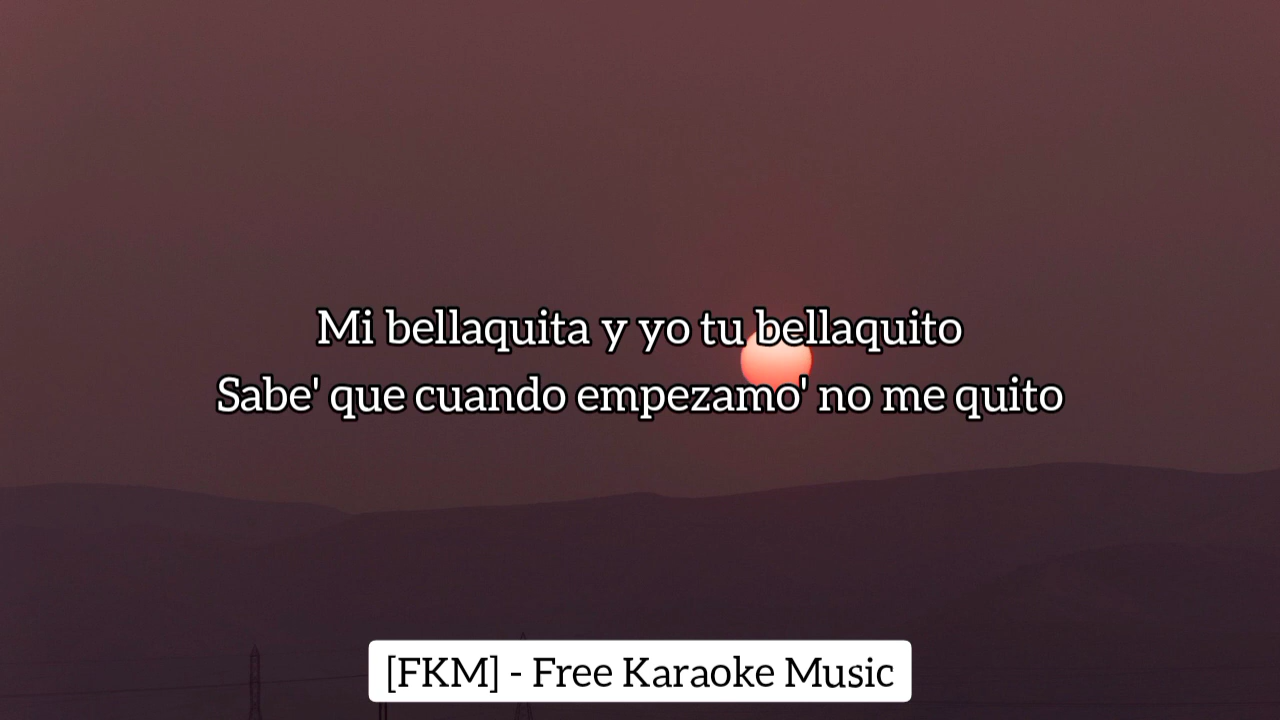 Mi bellaquita y yo tu bellaquito
Sabe' que cuando empezamo' no me quito
[FKM] - Free Karaoke Music